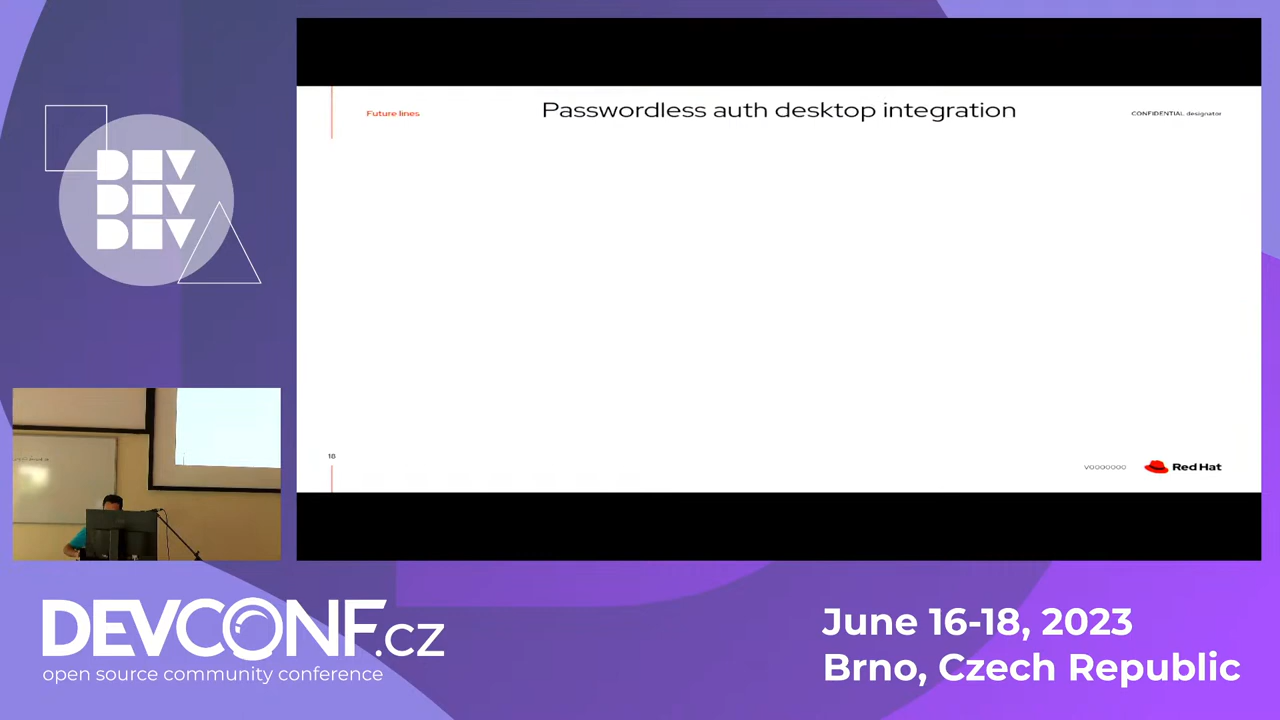 Future lines
Passwordless auth desktop integration
CONFIDENTIAL designator
18
V0000000
Red Hat
DEV
DEV
DEV
DEVCONF.cz
open source community conference
June 16-18, 2023
Brno, Czech Republic